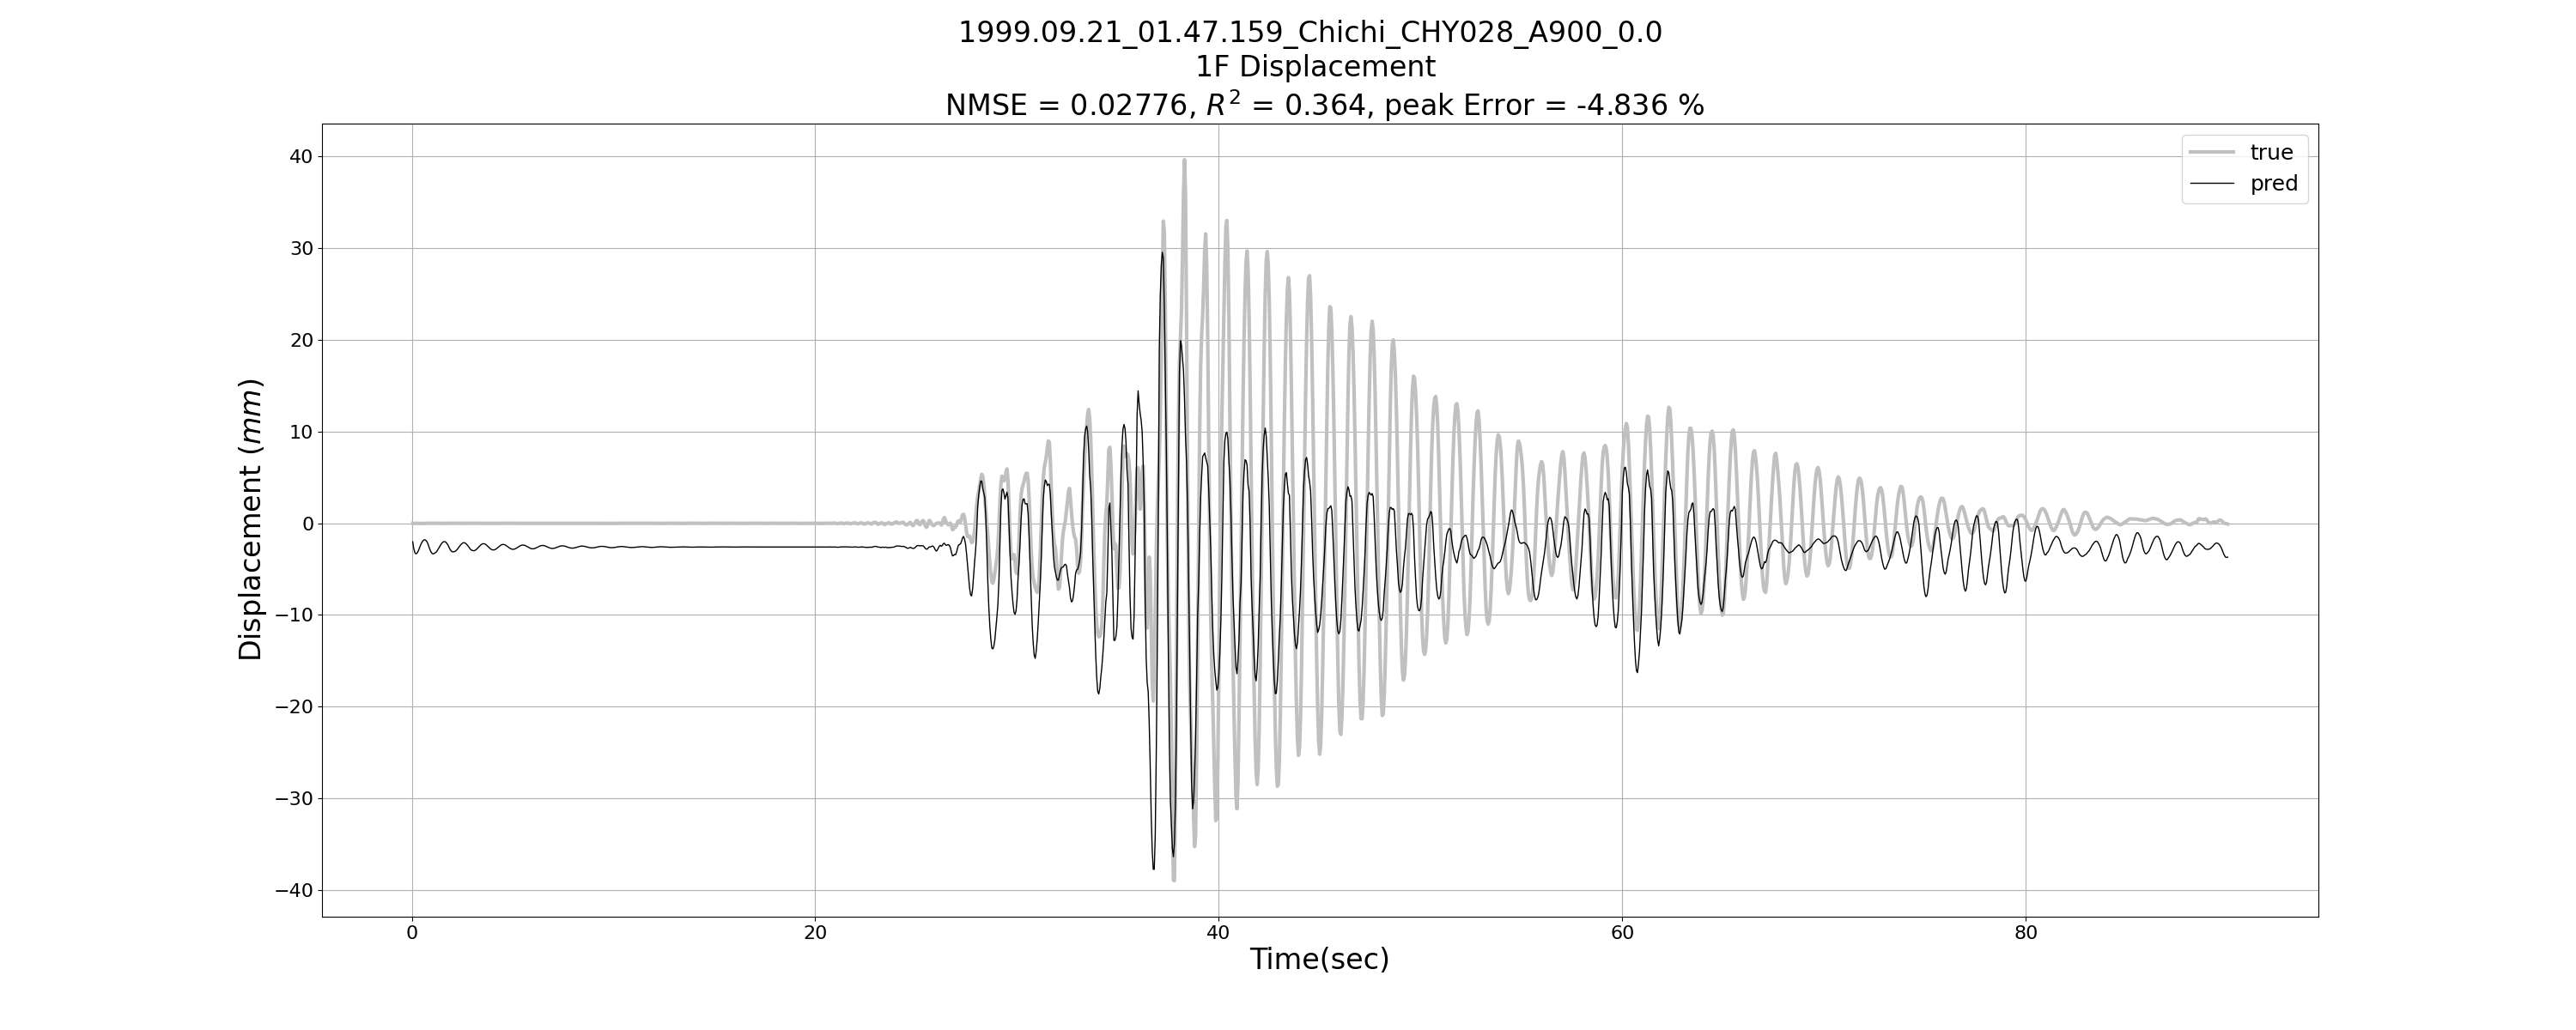 1999.09.21_01.47.159_Chichi_CHY028_A900_0.0
1F Displacement
NMSE = 0.02776, R² = 0.364, peak Error = -4.836 %
true
pred
Displacement (mm)
40
30
20
10
0
−10
−20
−30
−40
0 20 40 60 80
Time(sec)